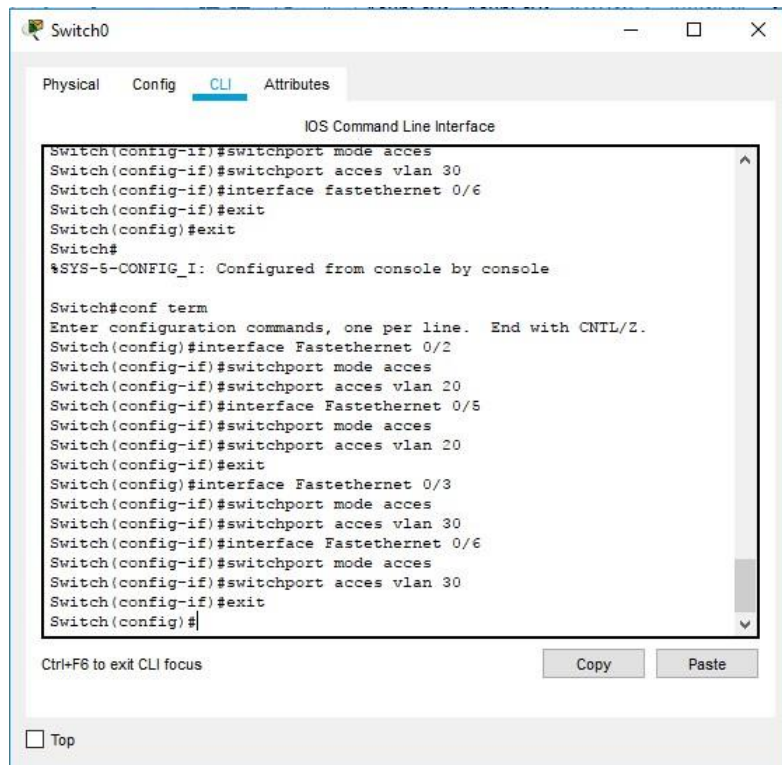 Switch0
Physical Config CLI Attributes
IOS Command Line Interface
Switch(config-if)#switchport mode acces
Switch(config-if)#switchport acces vlan 30
Switch(config-if)#interface fastethernet 0/6
Switch(config-if)#exit
Switch(config)#exit
Switch#
%SYS-5-CONFIG_I: Configured from console by console
Switch#conf term
Enter configuration commands, one per line. End with CNTL/Z.
Switch(config)#interface Fastethernet 0/2
Switch(config-if)#switchport mode acces
Switch(config-if)#switchport acces vlan 20
Switch(config-if)#interface Fastethernet 0/5
Switch(config-if)#switchport mode acces
Switch(config-if)#switchport acces vlan 20
Switch(config-if)#exit
Switch(config)#interface Fastethernet 0/3
Switch(config-if)#switchport mode acces
Switch(config-if)#switchport acces vlan 30
Switch(config-if)#interface Fastethernet 0/6
Switch(config-if)#switchport mode acces
Switch(config-if)#switchport acces vlan 30
Switch(config-if)#exit
Switch(config)#
Ctrl+F6 to exit CLI focus
Copy Paste
Top